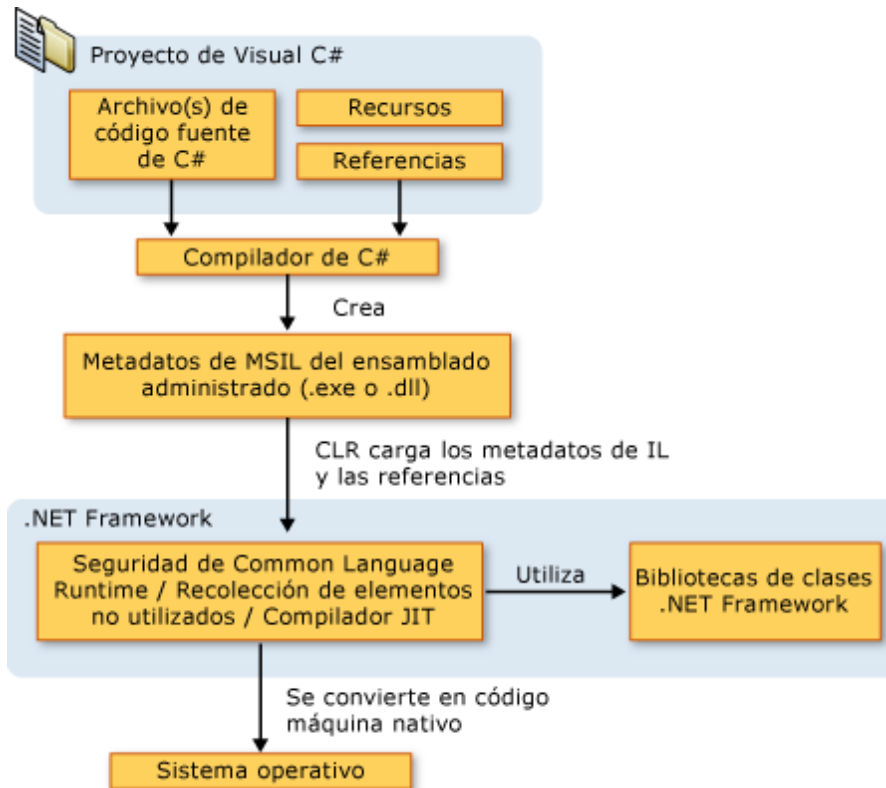 Proyecto de Visual C#
Archivo(s) de
código fuente
de C#
Recursos
Referencias
Compilador de C#
Crea
Metadatos de MSIL del ensamblado
administrado (.exe o .dll)
CLR carga los metadatos de IL
y las referencias
.NET Framework
Seguridad de Common Language
Runtime / Recolección de elementos
no utilizados / Compilador JIT
Utiliza
Bibliotecas de clases
.NET Framework
Se convierte en código
máquina nativo
Sistema operativo